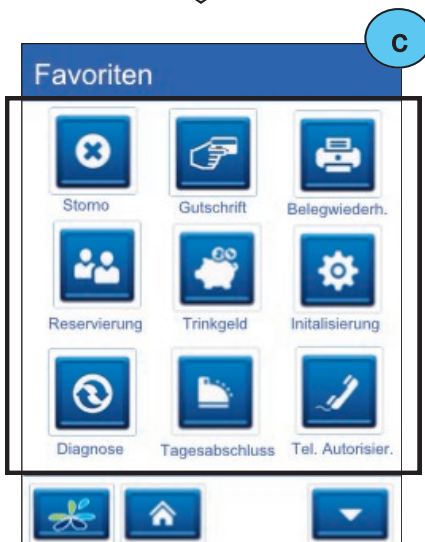 C
Favoriten
Storno Gutschrift Belegwiederh.
Reservierung Trinkgeld Initalisierung
Diagnose Tagesabschluss Tel. Autorisier.